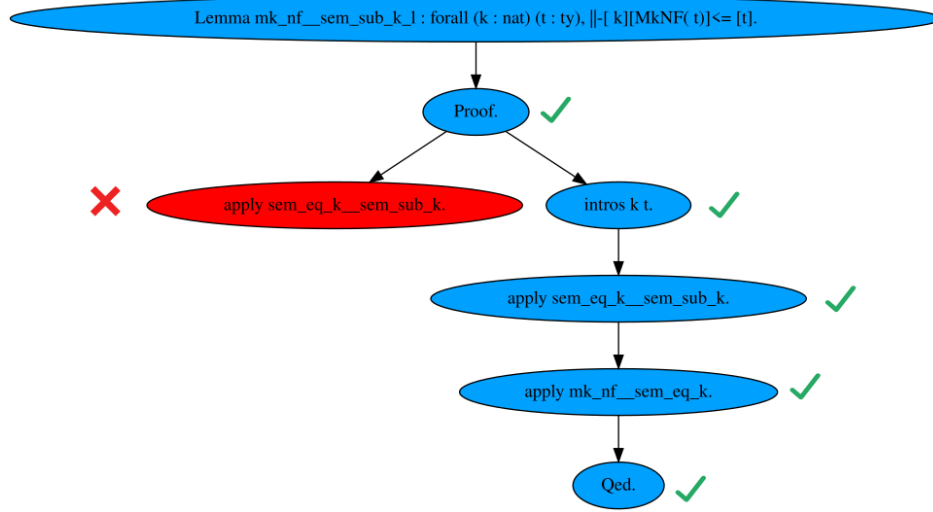 Lemma mk_nf__sem_sub_k_l : forall (k : nat) (t : ty), ||-[ k][MkNF( t)]<= [t].
Proof.
apply sem_eq_k__sem_sub_k.
intros k t.
apply sem_eq_k__sem_sub_k.
apply mk_nf__sem_eq_k.
Qed.